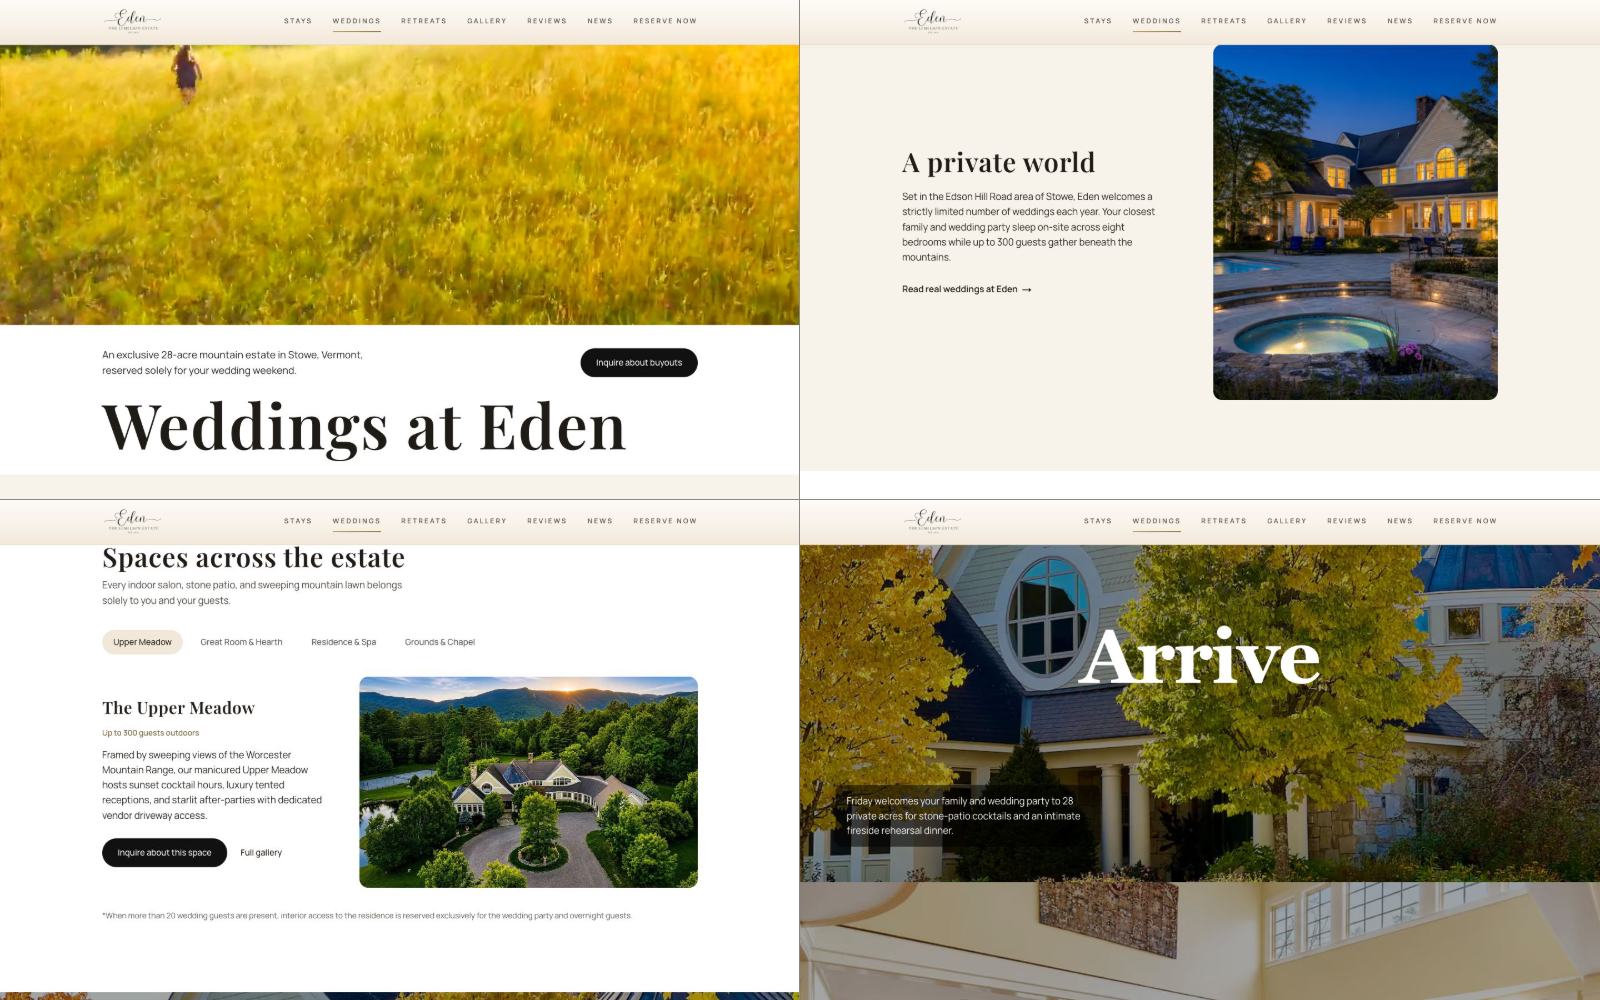 Eden
THE LUMLEAN ESTATE
STAYS WEDDINGS RETREATS GALLERY REVIEWS NEWS RESERVE NOW
An exclusive 28-acre mountain estate in Stowe, Vermont,
reserved solely for your wedding weekend.
Inquire about buyouts
Weddings at Eden
Eden
STAYS WEDDINGS RETREATS GALLERY REVIEWS NEWS RESERVE NOW
A private world
Set in the Edson Hill Road area of Stowe, Eden welcomes a
strictly limited number of weddings each year. Your closest
family and wedding party sleep on-site across eight
bedrooms while up to 300 guests gather beneath the
mountains.
Read real weddings at Eden →
Eden
STAYS WEDDINGS RETREATS GALLERY REVIEWS NEWS RESERVE NOW
Spaces across the estate
Every indoor salon, stone patio, and sweeping mountain lawn belongs
solely to you and your guests.
Upper Meadow Great Room & Hearth Residence & Spa Grounds & Chapel
The Upper Meadow
Up to 300 guests outdoors
Framed by sweeping views of the Worcester
Mountain Range, our manicured Upper Meadow
hosts sunset cocktail hours, luxury tented
receptions, and starlit after-parties with dedicated
vendor driveway access.
Inquire about this space Full gallery
*When more than 20 wedding guests are present, interior access to the residence is reserved exclusively for the wedding party and overnight guests.
Eden
STAYS WEDDINGS RETREATS GALLERY REVIEWS NEWS RESERVE NOW
Arrive
Friday welcomes your family and wedding party to 28
private acres for stone-patio cocktails and an intimate
fireside rehearsal dinner.